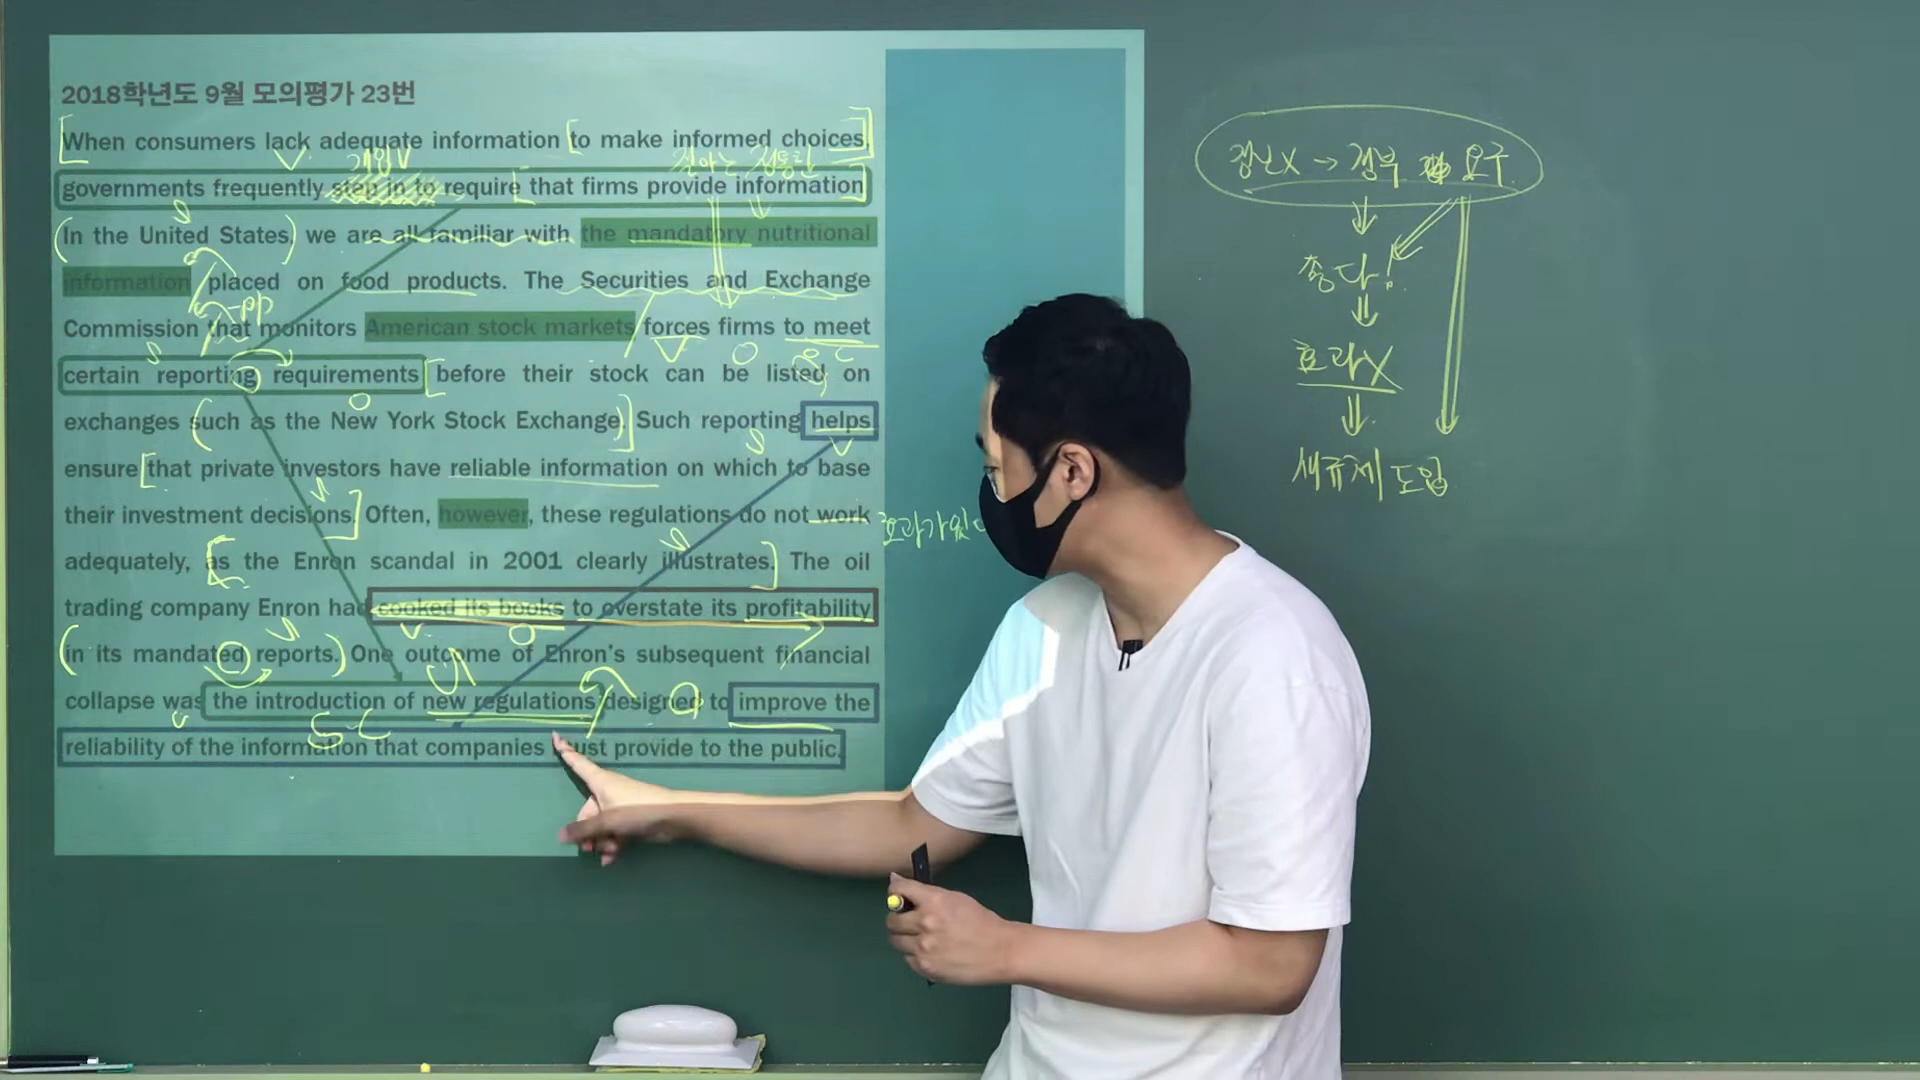 2018학년도 9월 모의평가 23번
When consumers lack adequate information to make informed choices,
개입V
governments frequently step in to require that firms provide information.
In the United States, we are all familiar with the mandatory nutritional
information placed on food products. The Securities and Exchange
-pp
Commission that monitors American stock markets forces firms to meet
certain reporting requirements before their stock can be listed on
exchanges such as the New York Stock Exchange. Such reporting helps
ensure that private investors have reliable information on which to base
their investment decisions. Often, however, these regulations do not work
adequately, as the Enron scandal in 2001 clearly illustrates. The oil
trading company Enron had cooked its books to overstate its profitability
in its mandated reports. One outcome of Enron's subsequent financial
collapse was the introduction of new regulations designed to improve the
S-C
reliability of the information that companies must provide to the public.
효과가 있
요구
효과X
새규제 도입